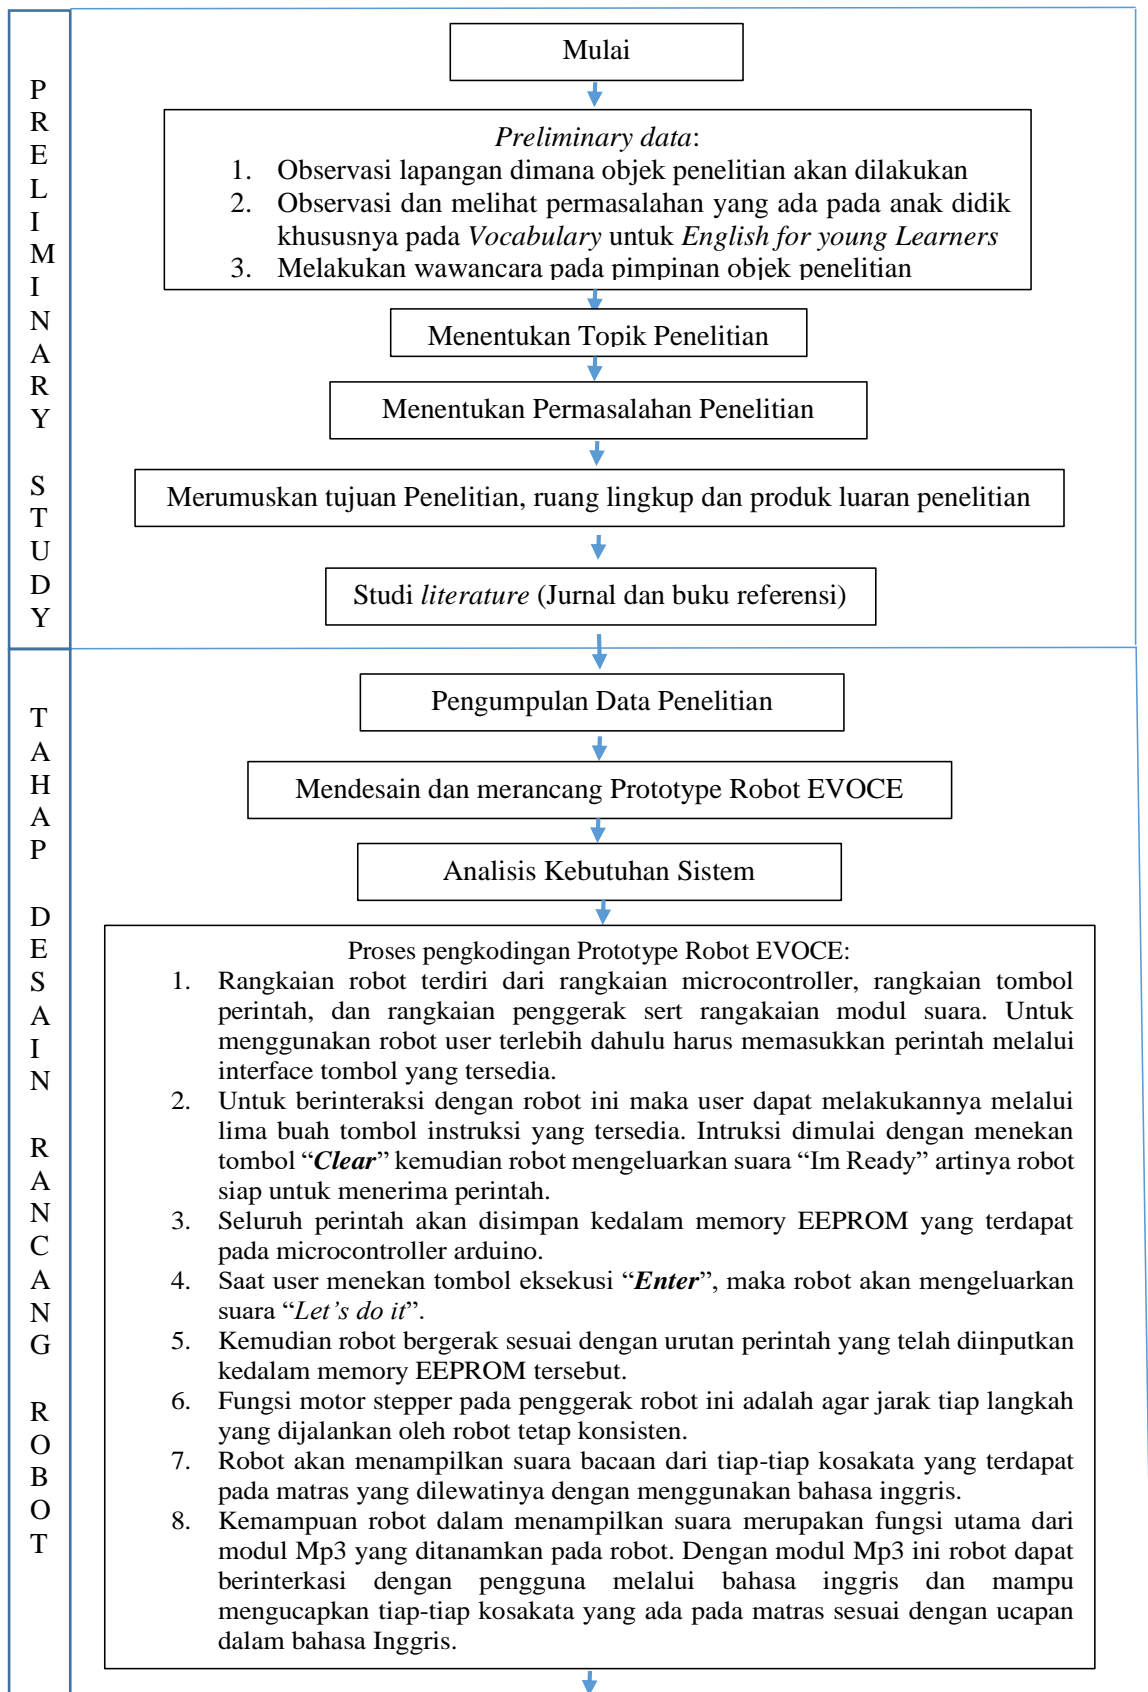 PRELIMINARY STUDY
Mulai
Preliminary data:
1. Observasi lapangan dimana objek penelitian akan dilakukan
2. Observasi dan melihat permasalahan yang ada pada anak didik
khususnya pada Vocabulary untuk English for young Learners
3. Melakukan wawancara pada pimpinan objek penelitian
Menentukan Topik Penelitian
Menentukan Permasalahan Penelitian
Merumuskan tujuan Penelitian, ruang lingkup dan produk luaran penelitian
Studi literature (Jurnal dan buku referensi)
TAHAP DESAIN RANCANG ROBOT
Pengumpulan Data Penelitian
Mendesain dan merancang Prototype Robot EVOCE
Analisis Kebutuhan Sistem
Proses pengkodingan Prototype Robot EVOCE:
1. Rangkaian robot terdiri dari rangkaian microcontroller, rangkaian tombol
perintah, dan rangkaian penggerak sert rangakaian modul suara. Untuk
menggunakan robot user terlebih dahulu harus memasukkan perintah melalui
interface tombol yang tersedia.
2. Untuk berinteraksi dengan robot ini maka user dapat melakukannya melalui
lima buah tombol instruksi yang tersedia. Intruksi dimulai dengan menekan
tombol “Clear” kemudian robot mengeluarkan suara “Im Ready” artinya robot
siap untuk menerima perintah.
3. Seluruh perintah akan disimpan kedalam memory EEPROM yang terdapat
pada microcontroller arduino.
4. Saat user menekan tombol eksekusi “Enter”, maka robot akan mengeluarkan
suara “Let’s do it”.
5. Kemudian robot bergerak sesuai dengan urutan perintah yang telah diinputkan
kedalam memory EEPROM tersebut.
6. Fungsi motor stepper pada penggerak robot ini adalah agar jarak tiap langkah
yang dijalankan oleh robot tetap konsisten.
7. Robot akan menampilkan suara bacaan dari tiap-tiap kosakata yang terdapat
pada matras yang dilewatinya dengan menggunakan bahasa inggris.
8. Kemampuan robot dalam menampilkan suara merupakan fungsi utama dari
modul Mp3 yang ditanamkan pada robot. Dengan modul Mp3 ini robot dapat
berinterkasi dengan pengguna melalui bahasa inggris dan mampu
mengucapkan tiap-tiap kosakata yang ada pada matras sesuai dengan ucapan
dalam bahasa Inggris.